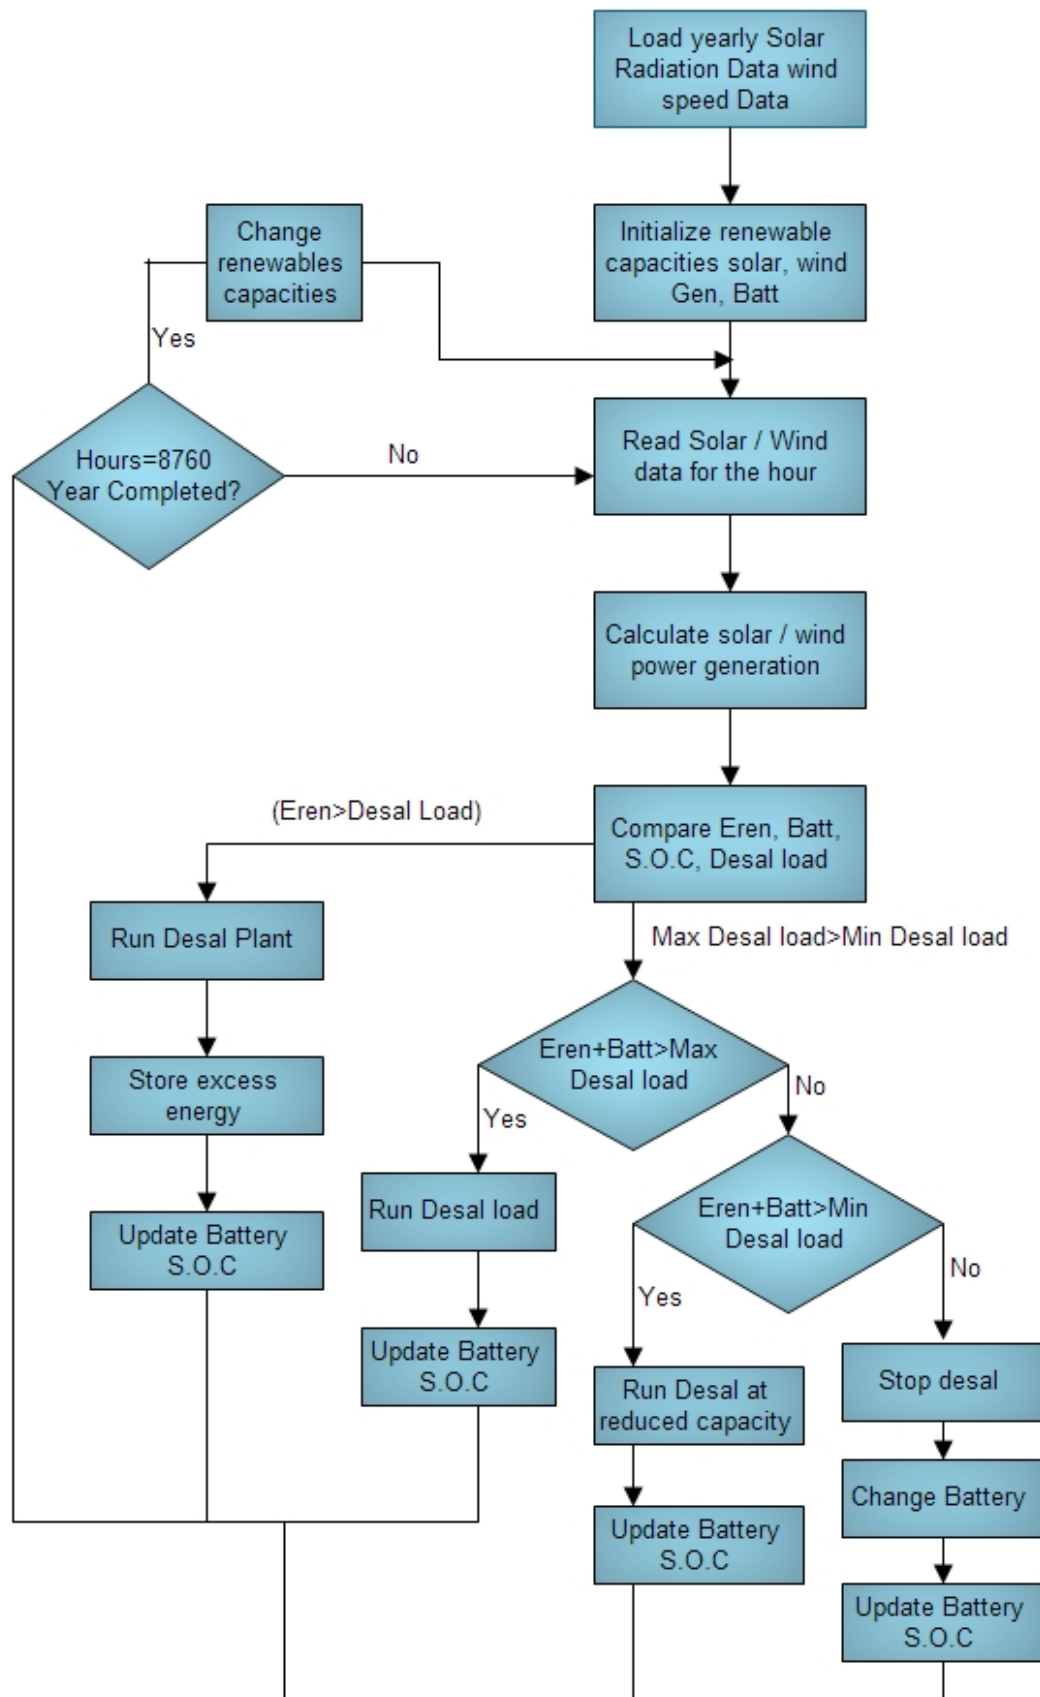 Load yearly Solar
Radiation Data wind
speed Data
Change
renewables
capacities
Initialize renewable
capacities solar, wind
Gen, Batt
Yes
Hours=8760
Year Completed?
No
Read Solar / Wind
data for the hour
Calculate solar / wind
power generation
(Eren>Desal Load)
Compare Eren, Batt,
S.O.C, Desal load
Run Desal Plant
Max Desal load>Min Desal load
Store excess
energy
Eren+Batt>Max
Desal load
No
Yes
Update Battery
S.O.C
Run Desal load
Eren+Batt>Min
Desal load
No
Yes
Update Battery
S.O.C
Run Desal at
reduced capacity
Stop desal
Change Battery
Update Battery
S.O.C
Update Battery
S.O.C